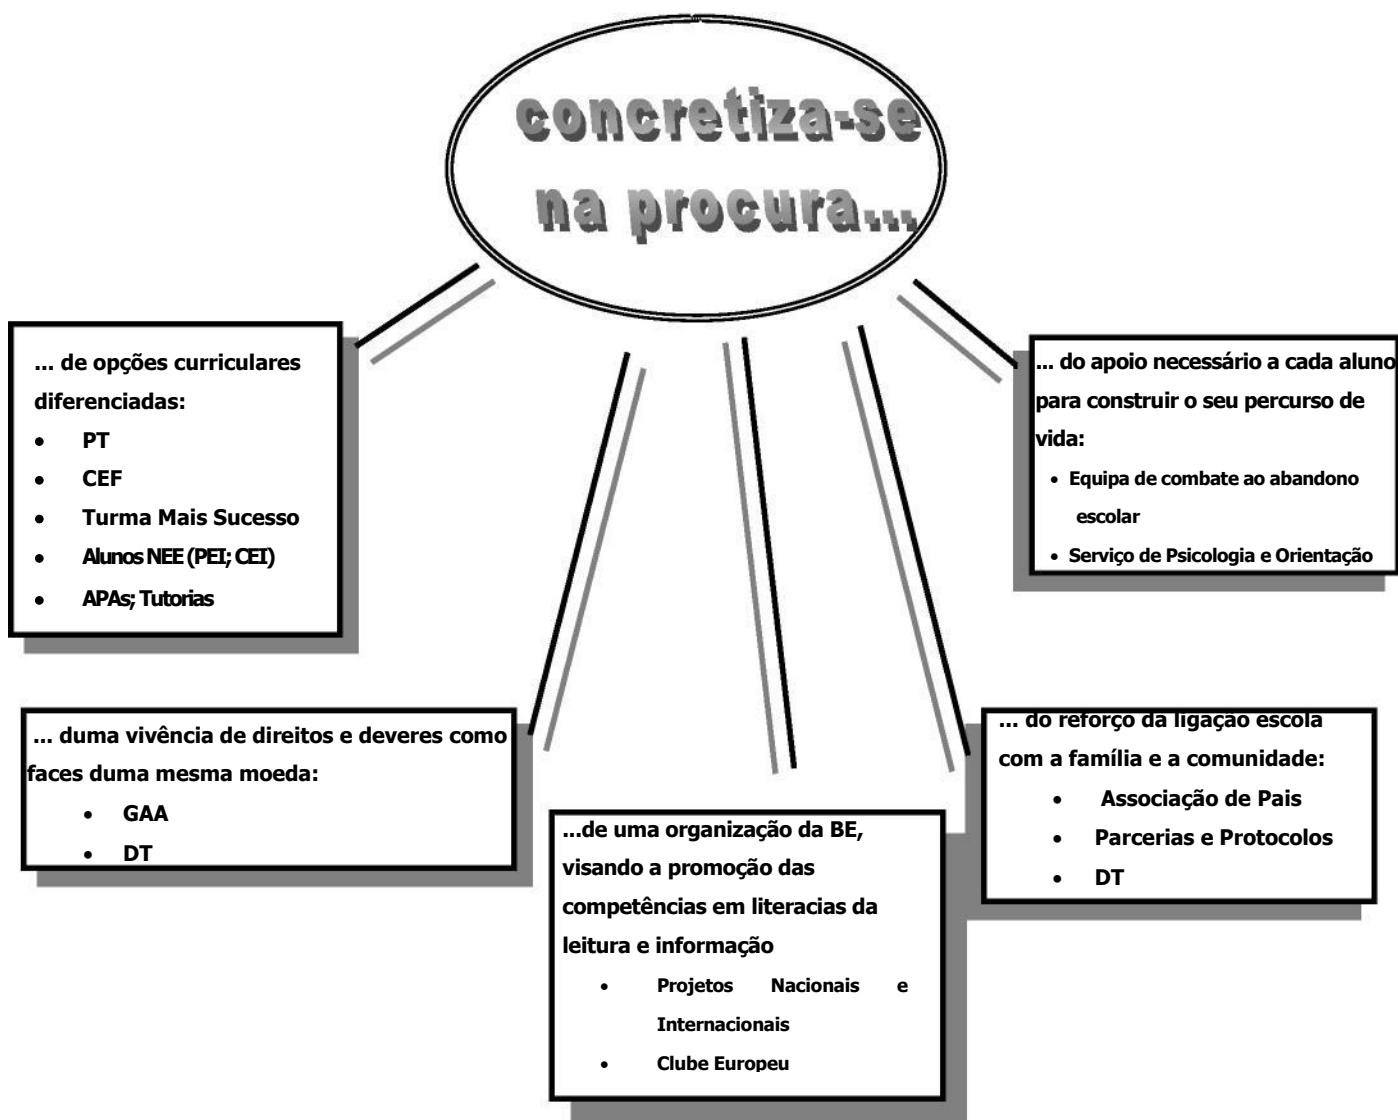 concretiza-se
na procura...
... de opções curriculares
diferenciadas:
• PT
• CEF
• Turma Mais Sucesso
• Alunos NEE (PEI; CEI)
• APAs; Tutorias
... do apoio necessário a cada aluno
para construir o seu percurso de
vida:
• Equipa de combate ao abandono
escolar
• Serviço de Psicologia e Orientação
... duma vivência de direitos e deveres como
faces duma mesma moeda:
• GAA
• DT
...de uma organização da BE,
visando a promoção das
competências em literacias da
leitura e informação
• Projetos Nacionais e
Internacionais
• Clube Europeu
... do reforço da ligação escola
com a família e a comunidade:
• Associação de Pais
• Parcerias e Protocolos
• DT